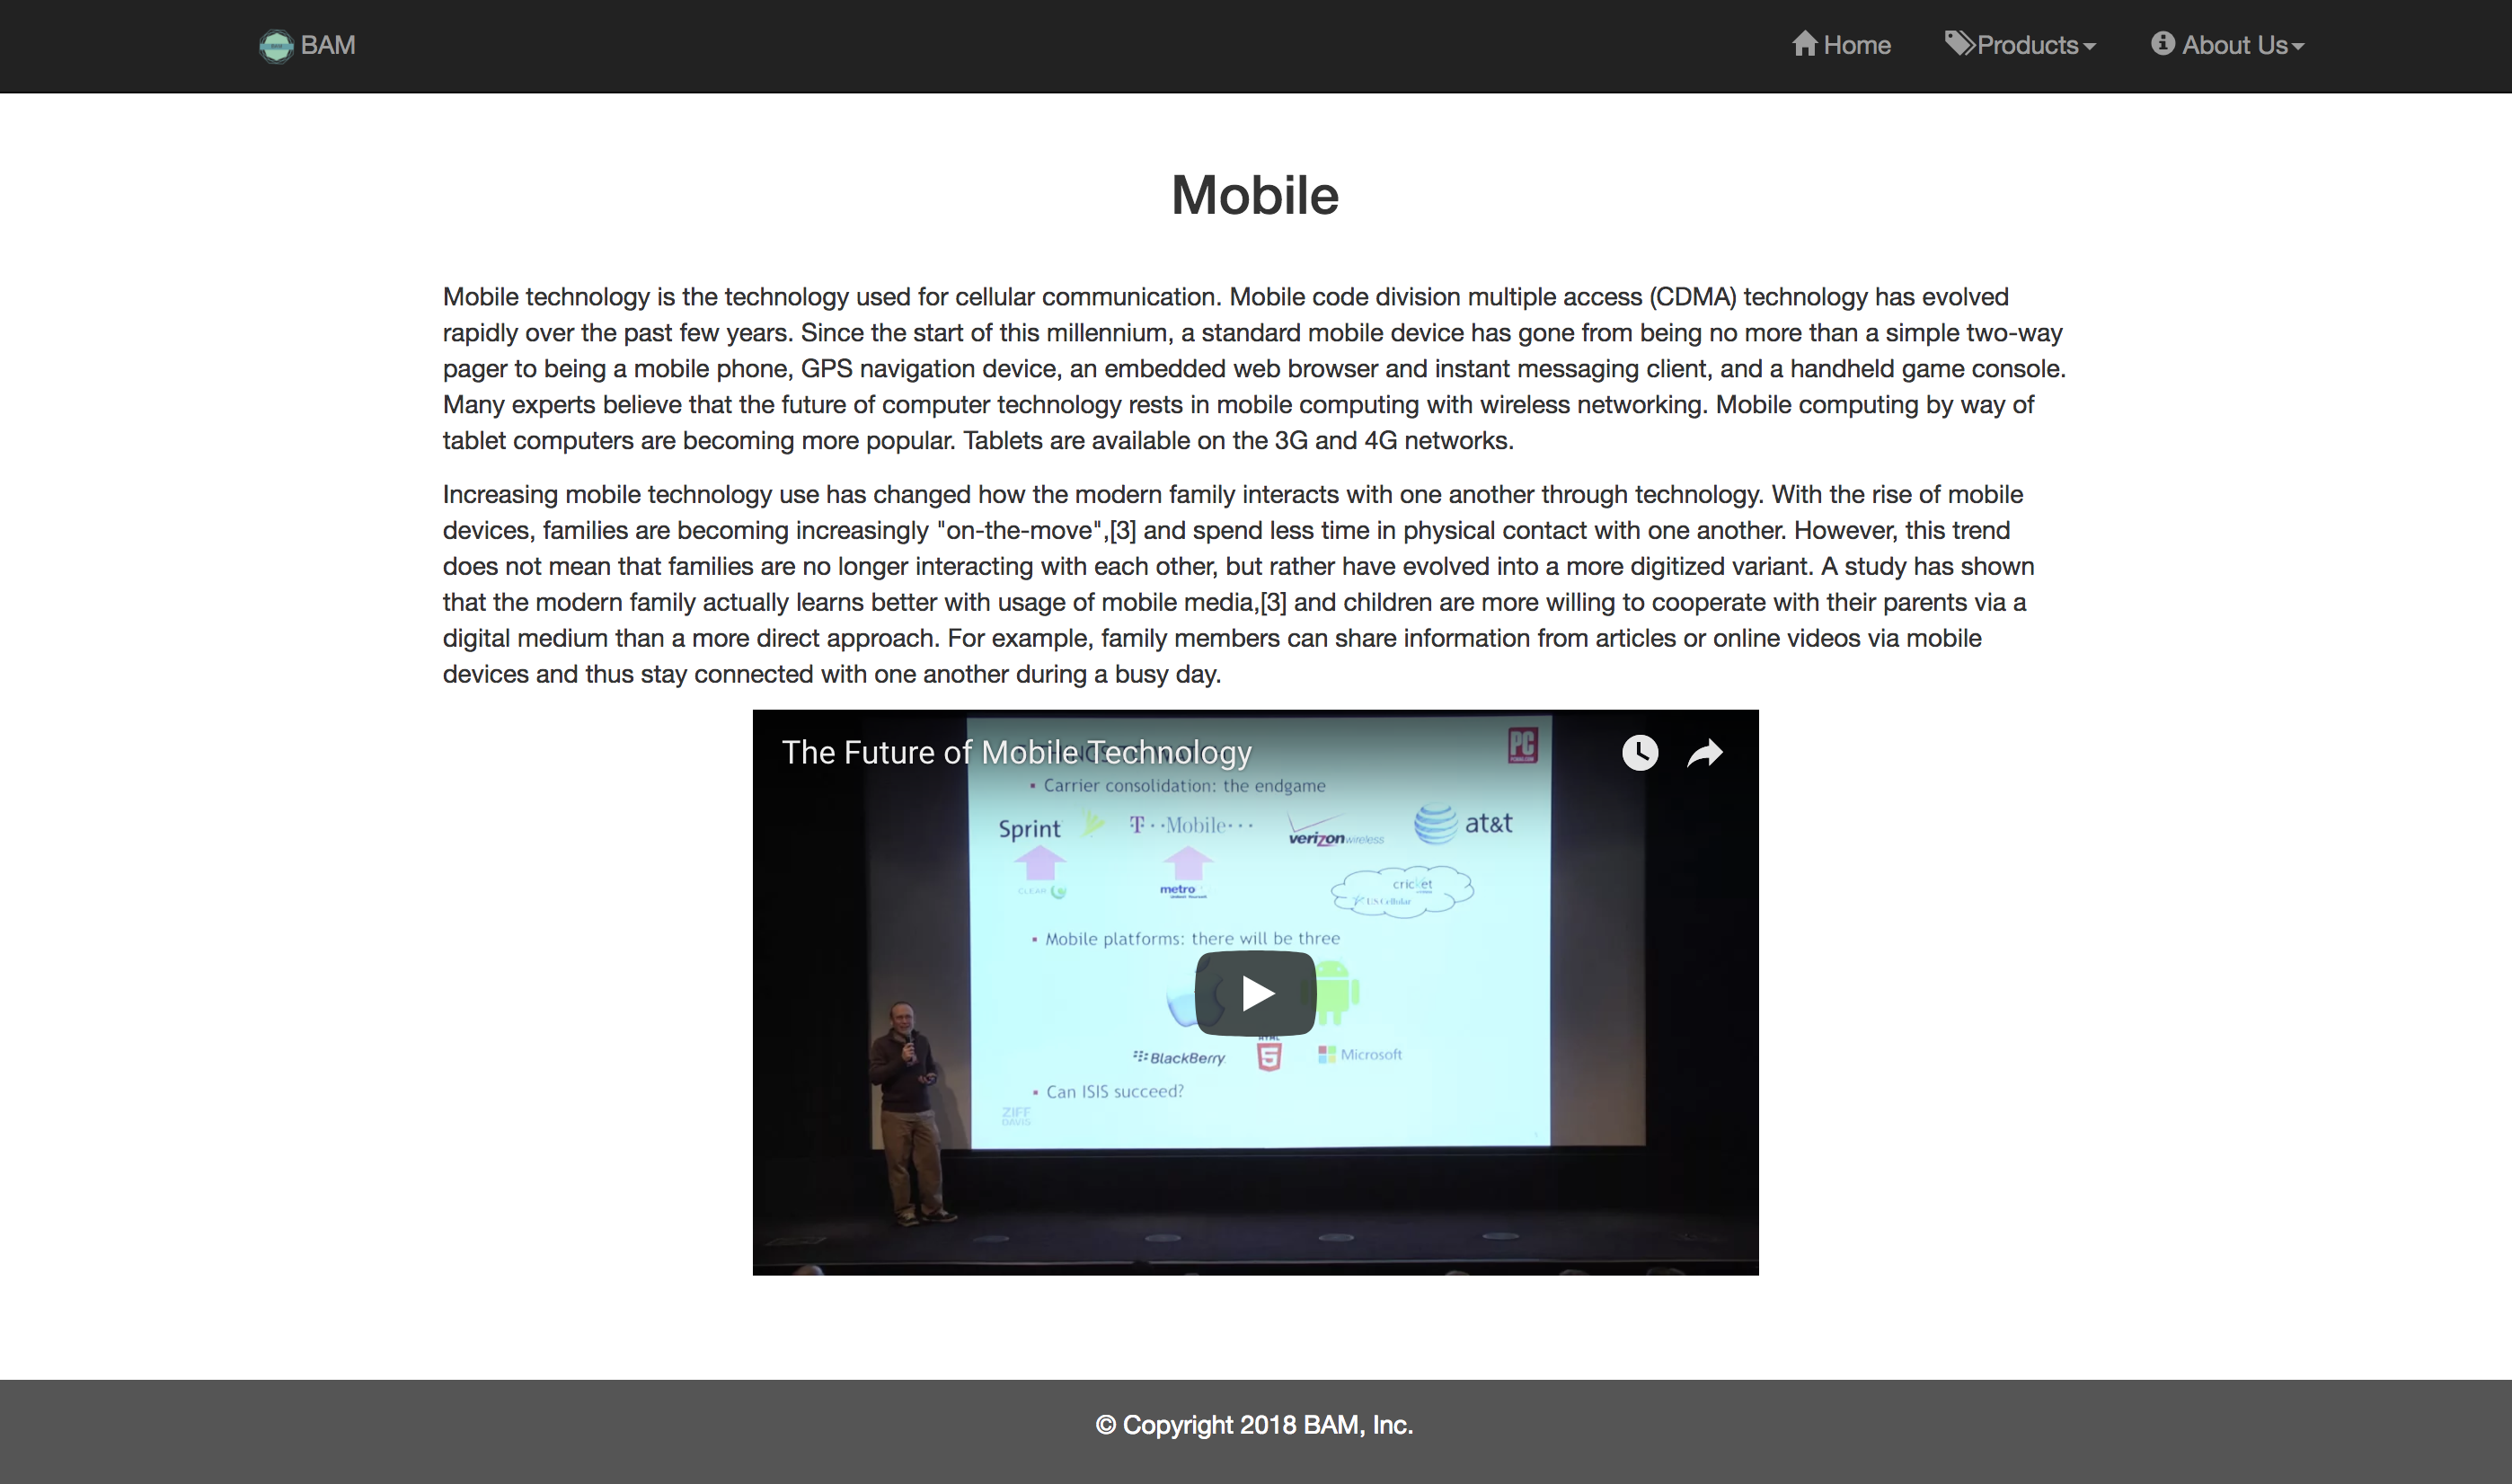 BAM
Home
Products
About Us
Mobile
Mobile technology is the technology used for cellular communication. Mobile code division multiple access (CDMA) technology has evolved
rapidly over the past few years. Since the start of this millennium, a standard mobile device has gone from being no more than a simple two-way
pager to being a mobile phone, GPS navigation device, an embedded web browser and instant messaging client, and a handheld game console.
Many experts believe that the future of computer technology rests in mobile computing with wireless networking. Mobile computing by way of
tablet computers are becoming more popular. Tablets are available on the 3G and 4G networks.
Increasing mobile technology use has changed how the modern family interacts with one another through technology. With the rise of mobile
devices, families are becoming increasingly "on-the-move",[3] and spend less time in physical contact with one another. However, this trend
does not mean that families are no longer interacting with each other, but rather have evolved into a more digitized variant. A study has shown
that the modern family actually learns better with usage of mobile media,[3] and children are more willing to cooperate with their parents via a
digital medium than a more direct approach. For example, family members can share information from articles or online videos via mobile
devices and thus stay connected with one another during a busy day.
The Future of Mobile Technology
PC
Carrier consolidation: the endgame
Sprint
T··Mobile···
verizon wireless
at&t
CLEAR
metro
cricket
US Cellular
Mobile platforms: there will be three
BlackBerry
HTML
5
Microsoft
Can ISIS succeed?
ZIFF
DAVIS
© Copyright 2018 BAM, Inc.